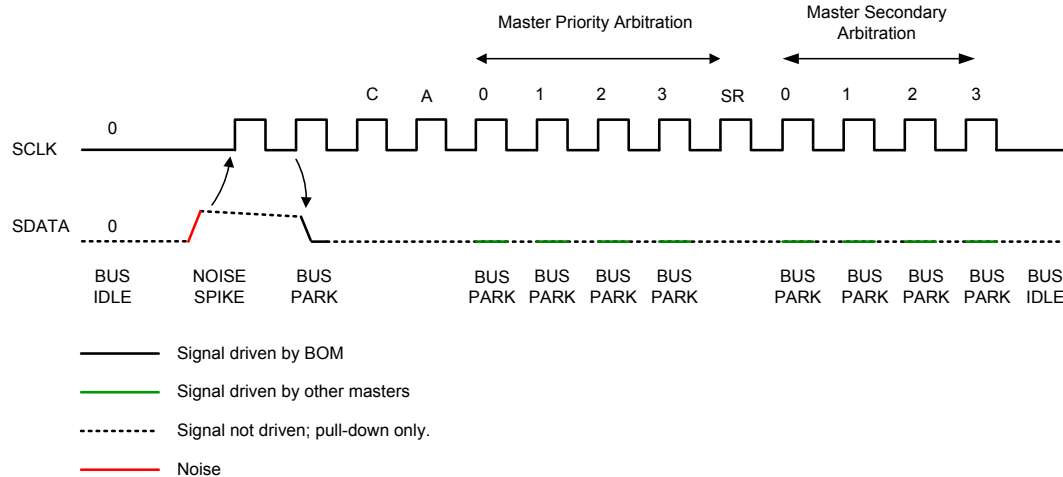 Master Priority Arbitration
Master Secondary
Arbitration
C A 0 1 2 3 SR 0 1 2 3
0
SCLK
SDATA
0
BUS
IDLE
NOISE
SPIKE
BUS
PARK
BUS
PARK
BUS
PARK
BUS
PARK
BUS
PARK
BUS
PARK
BUS
PARK
BUS
PARK
BUS
PARK
BUS
IDLE
Signal driven by BOM
Signal driven by other masters
Signal not driven; pull-down only.
Noise